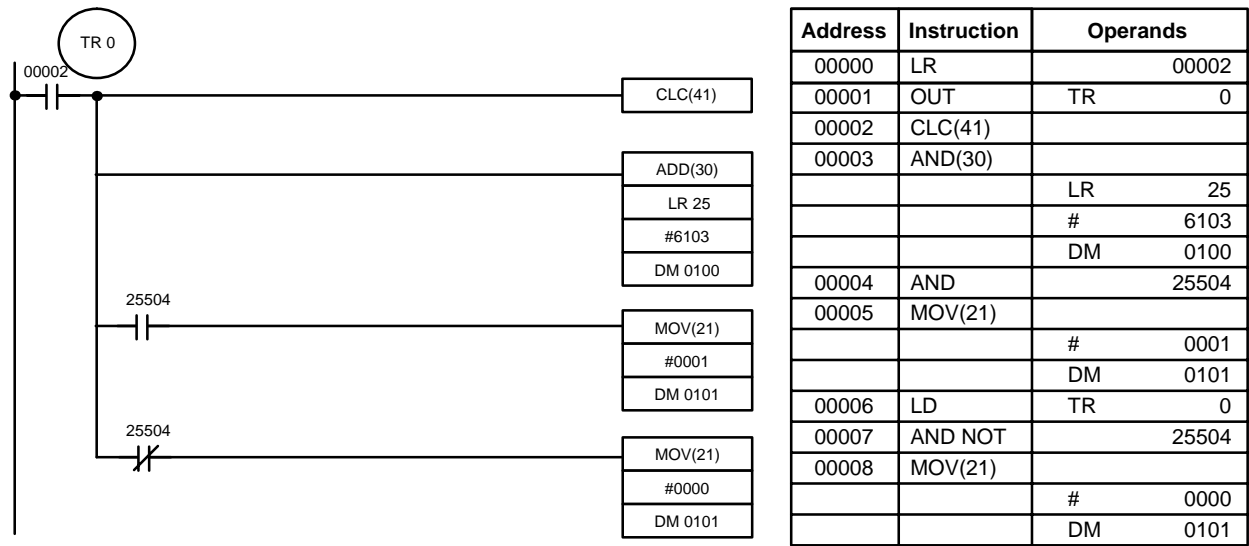 TR 0
00002
CLC(41)
ADD(30)
LR 25
#6103
DM 0100
25504
MOV(21)
#0001
DM 0101
25504
MOV(21)
#0000
DM 0101
Address Instruction Operands
00000 LR 00002
00001 OUT TR 0
00002 CLC(41)
00003 AND(30)
LR 25
# 6103
DM 0100
00004 AND 25504
00005 MOV(21)
# 0001
DM 0101
00006 LD TR 0
00007 AND NOT 25504
00008 MOV(21)
# 0000
DM 0101